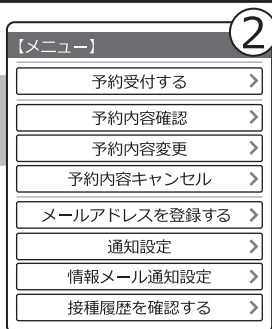 ②
【メニュー】
予約受付する
予約内容確認
予約内容変更
予約内容キャンセル
メールアドレスを登録する
通知設定
情報メール通知設定
接種履歴を確認する